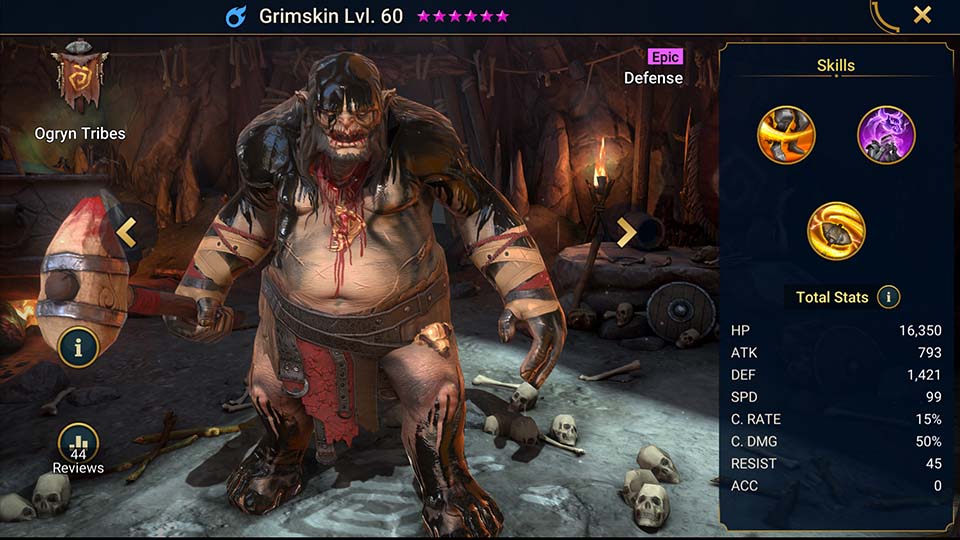 Grimskin Lvl. 60
Epic
Defense
Ogryn Tribes
i
44
Reviews
Skills
Total Stats i
HP 16,350
ATK 793
DEF 1,421
SPD 99
C. RATE 15%
C. DMG 50%
RESIST 45
ACC 0